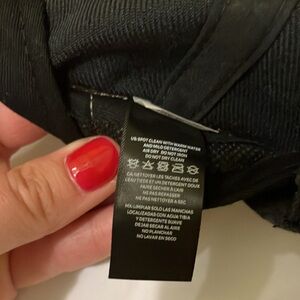 US-SPOT CLEAN WITH WARM WATER
AND MILD DETERGENT
AIR DRY DO NOT IRON
DO NOT DRY CLEAN
CA-NETTOYER LES TACHES AVEC DE
L'EAU TIEDE ET UN DETERGENT DOUX
FAIRE SÉCHER À L'AIR
NE PAS REPASSER
NE PAS NETTOYER A SEC
MX-LIMPIAR SOLO LAS MANCHAS
LOCALIZADAS CON AGUA TIBIA
Y DETERGENTE SUAVE
DEJAR SECAR AL AIRE
NO PLANCHAR
NO LAVAR EN SECO